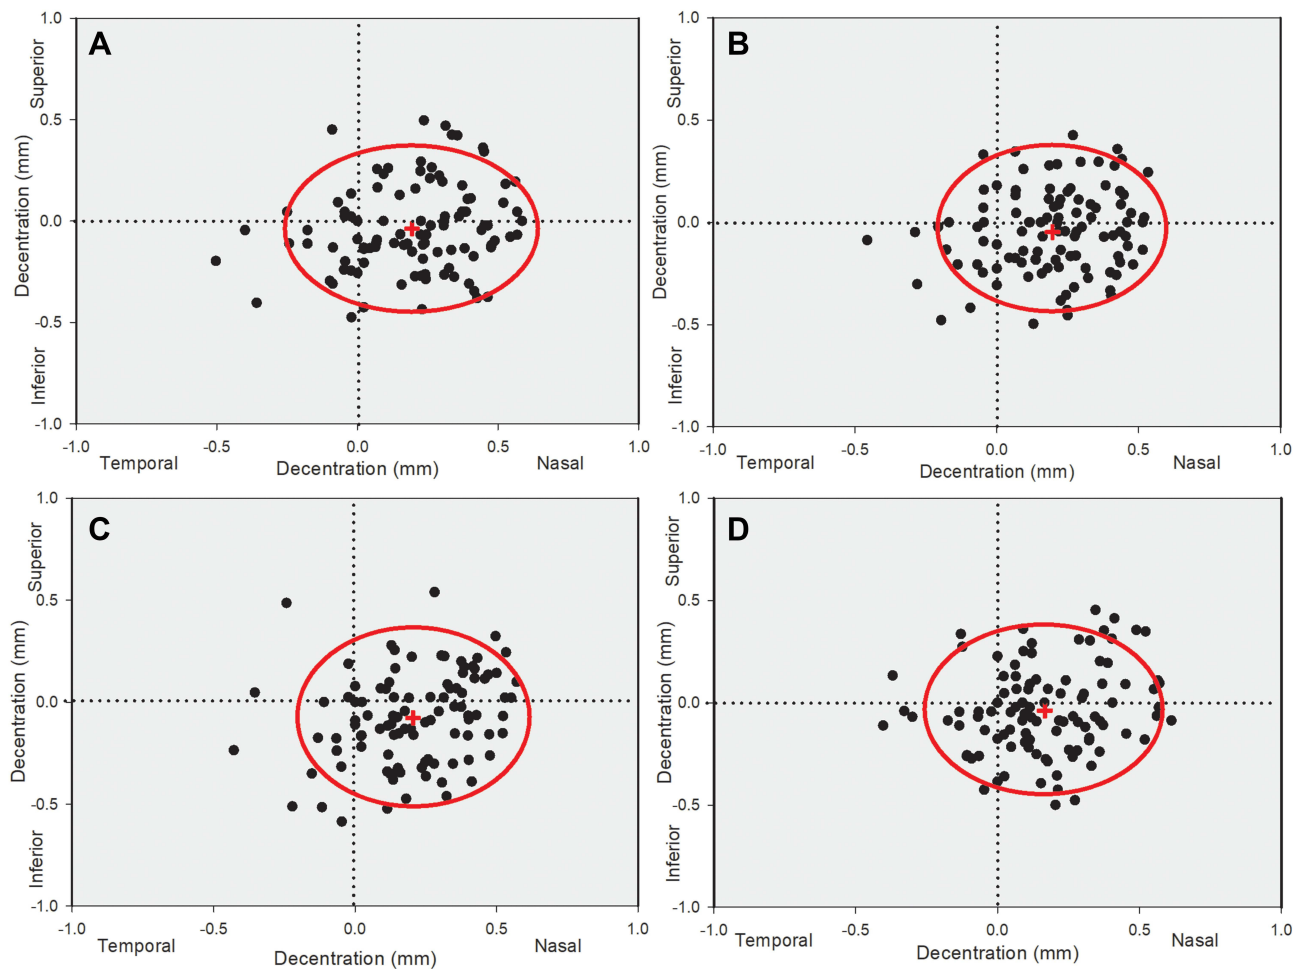 A
1.0
0.5
0.0
-0.5
-1.0
Superior
Decentration (mm)
Inferior
-1.0 -0.5 0.0 0.5 1.0
Temporal Decentration (mm) Nasal
B
1.0
0.5
0.0
-0.5
-1.0
Superior
Decentration (mm)
Inferior
-1.0 -0.5 0.0 0.5 1.0
Temporal Decentration (mm) Nasal
C
1.0
0.5
0.0
-0.5
-1.0
Superior
Decentration (mm)
Inferior
-1.0 -0.5 0.0 0.5 1.0
Temporal Decentration (mm) Nasal
D
1.0
0.5
0.0
-0.5
-1.0
Superior
Decentration (mm)
Inferior
-1.0 -0.5 0.0 0.5 1.0
Temporal Decentration (mm) Nasal